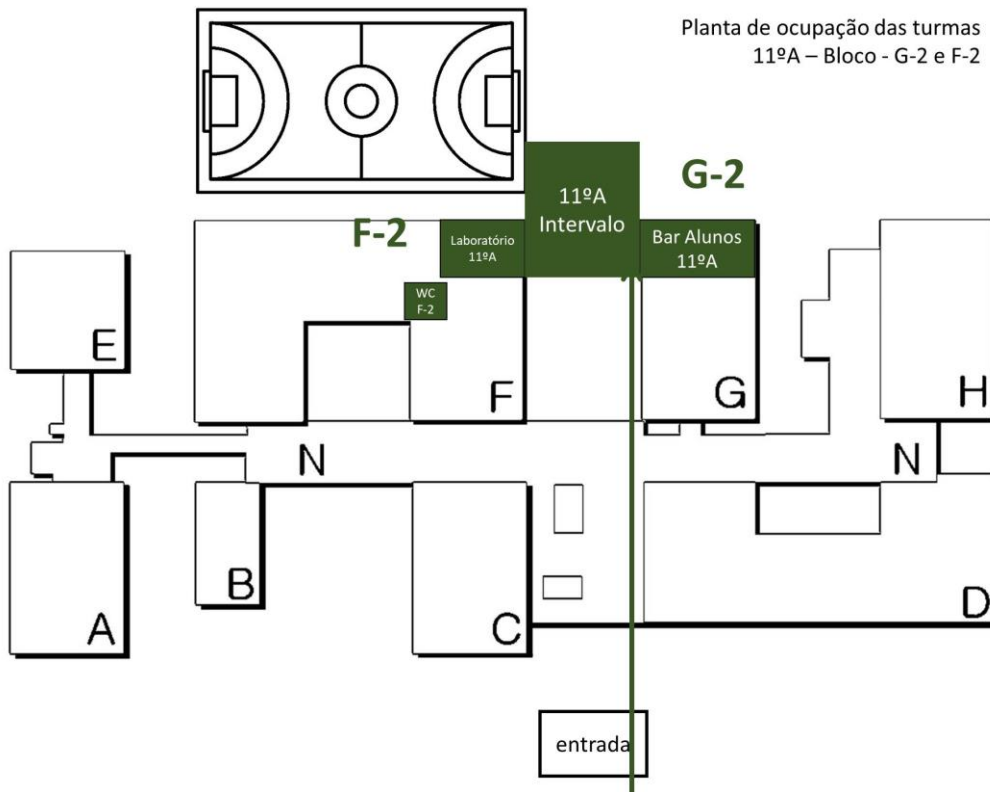 Planta de ocupação das turmas
11ºA – Bloco - G-2 e F-2
G-2
11ºA
Intervalo
F-2
Laboratório
11ºA
Bar Alunos
11ºA
WC
F-2
E
F
G
H
N
N
A
B
C
D
entrada